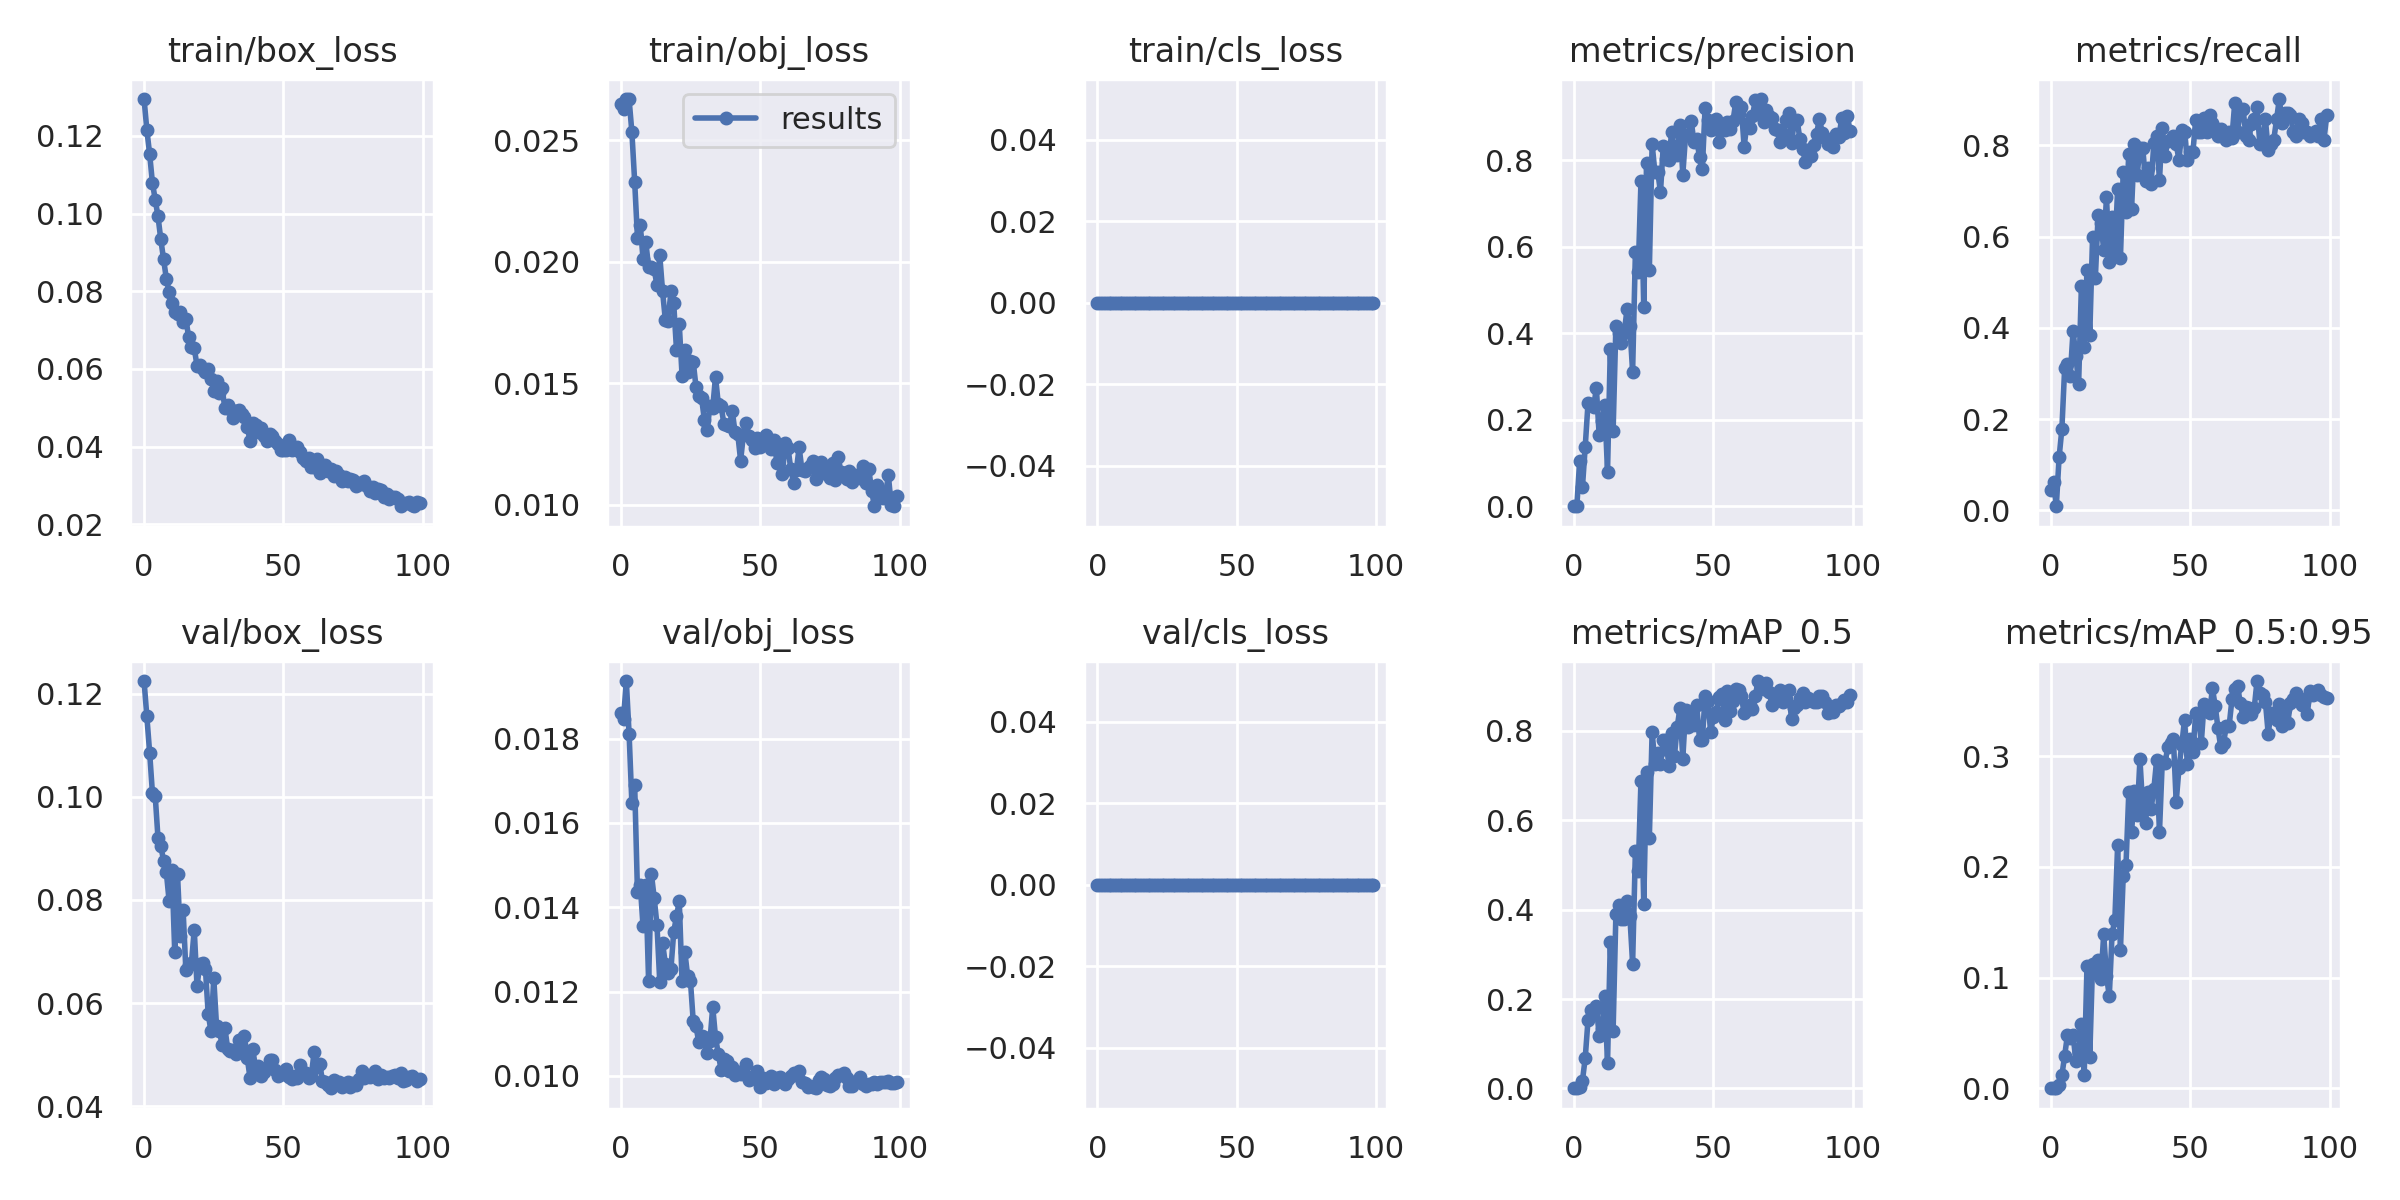 train/box_loss
train/obj_loss
train/cls_loss
metrics/precision
metrics/recall
0.12
0.10
0.08
0.06
0.04
0.02
0 50 100
results
0.025
0.020
0.015
0.010
0 50 100
0.04
0.02
0.00
−0.02
−0.04
0 50 100
0.8
0.6
0.4
0.2
0.0
0 50 100
0.8
0.6
0.4
0.2
0.0
0 50 100
val/box_loss
val/obj_loss
val/cls_loss
metrics/mAP_0.5
metrics/mAP_0.5:0.95
0.12
0.10
0.08
0.06
0.04
0 50 100
0.018
0.016
0.014
0.012
0.010
0 50 100
0.04
0.02
0.00
−0.02
−0.04
0 50 100
0.8
0.6
0.4
0.2
0.0
0 50 100
0.3
0.2
0.1
0.0
0 50 100